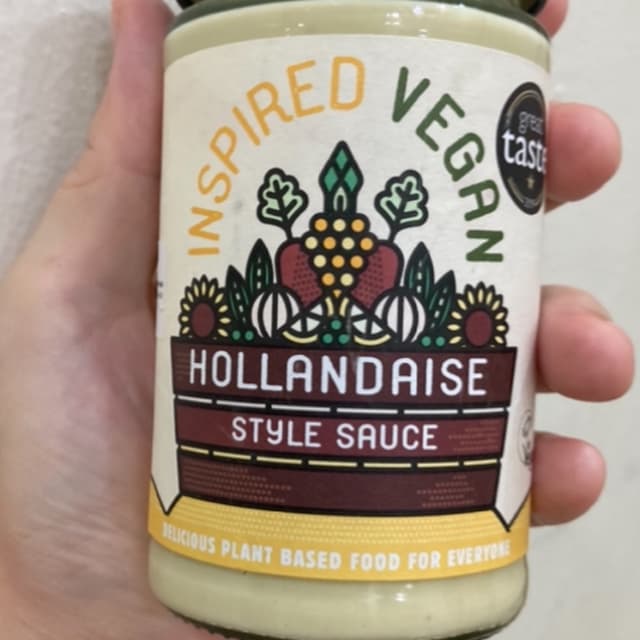 INSPIRED VEGAN
great
taste
HOLLANDAISE
STYLE SAUCE
DELICIOUS PLANT BASED FOOD FOR EVERYONE